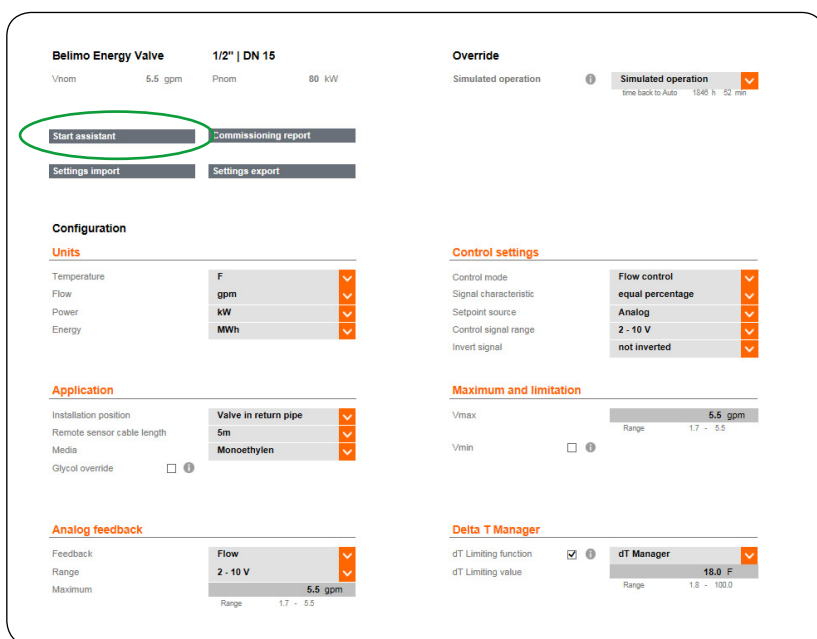 Belimo Energy Valve 1/2" | DN 15
Vnom 5.5 gpm Pnom 80 kW
Start assistant Commissioning report
Settings import Settings export
Override
Simulated operation Simulated operation
time back to Auto 1846 h 52 min
Configuration
Units
Temperature F
Flow gpm
Power kW
Energy MWh
Control settings
Control mode Flow control
Signal characteristic equal percentage
Setpoint source Analog
Control signal range 2 - 10 V
Invert signal not inverted
Application
Installation position Valve in return pipe
Remote sensor cable length 5m
Media Monoethylen
Glycol override i
Maximum and limitation
Vmax 5.5 gpm
Range 1.7 - 5.5
Vmin i
Analog feedback
Feedback Flow
Range 2 - 10 V
Maximum 5.5 gpm
Range 1.7 - 5.5
Delta T Manager
dT Limiting function i dT Manager
dT Limiting value 18.0 F
Range 1.8 - 100.0